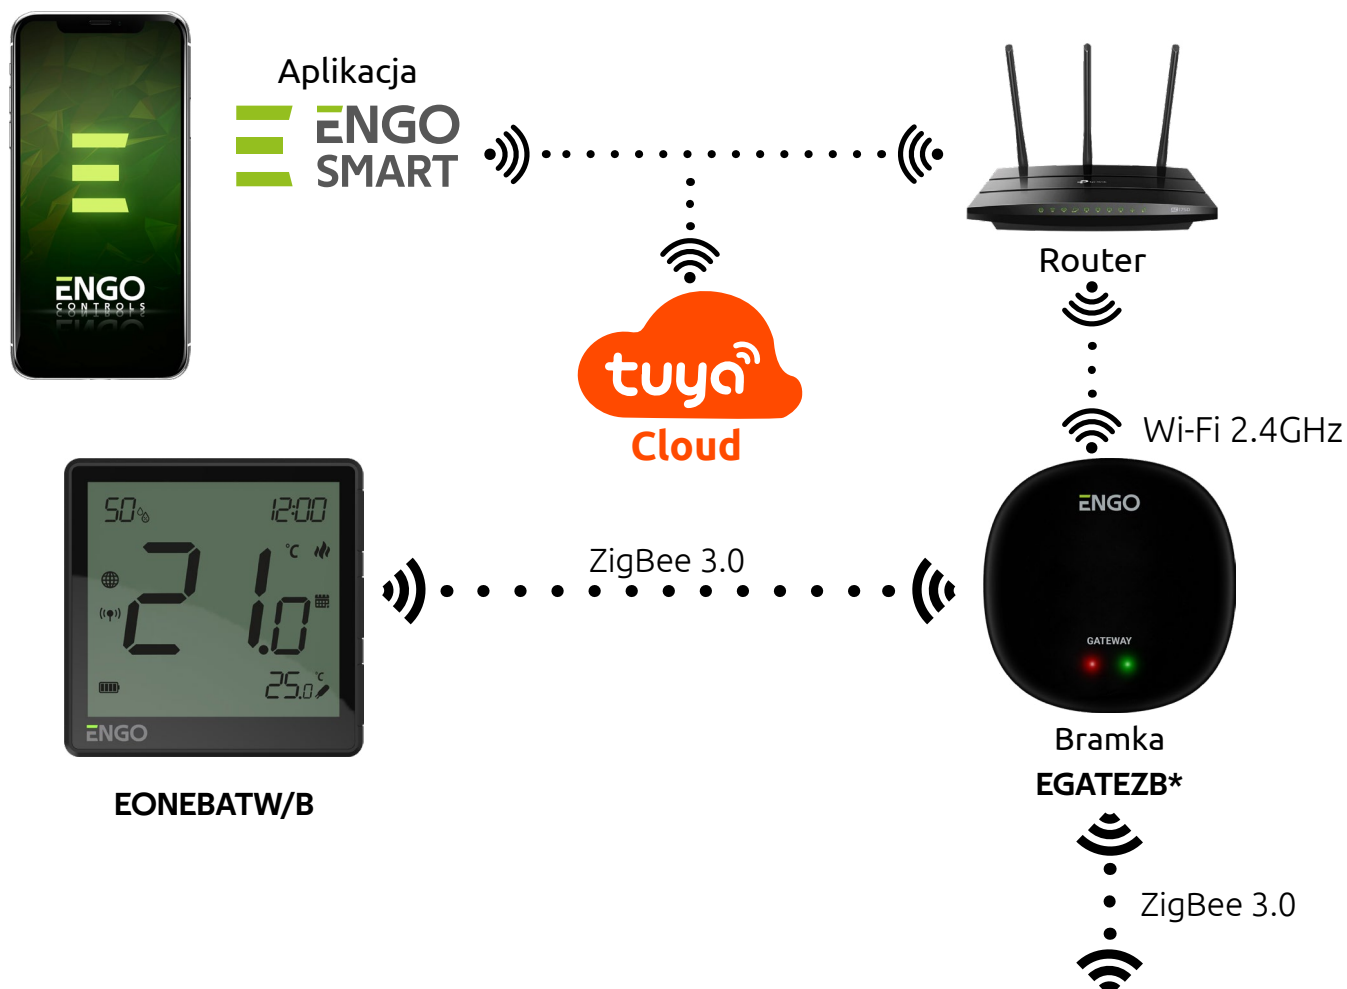 Aplikacja
ENGO
SMART
ENGO
CONTROLS
Router
tuya
Cloud
Wi-Fi 2.4GHz
50%
12:00
°C
21.0
25.0°C
ENGO
EONEBATW/B
ZigBee 3.0
ENGO
GATEWAY
Bramka
EGATEZB*
ZigBee 3.0